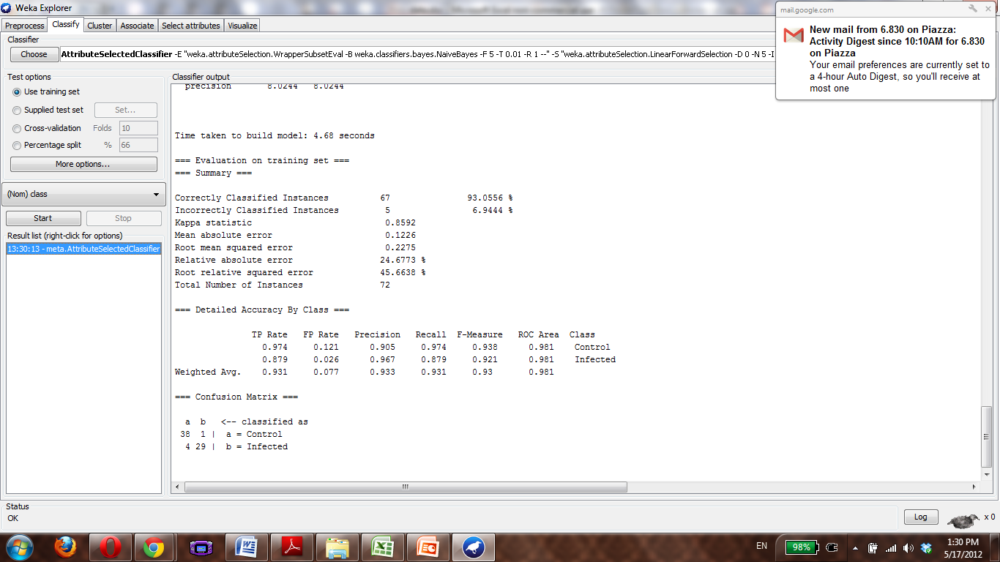 Weka Explorer
Preprocess Classify Cluster Associate Select attributes Visualize
Classifier
Choose AttributeSelectedClassifier -E "weka.attributeSelection.WrapperSubsetEval -B weka.classifiers.bayes.NaiveBayes -F 5 -T 0.01 -R 1 --" -S "weka.attributeSelection.LinearForwardSelection -D 0 -N 5 -I
mail.google.com
New mail from 6.830 on Piazza:
Activity Digest since 10:10AM for 6.830
on Piazza
Your email preferences are currently set to
a 4-hour Auto Digest, so you'll receive at
most one
Test options
Use training set
Supplied test set Set...
Cross-validation Folds 10
Percentage split % 66
More options...
(Nom) class
Start Stop
Result list (right-click for options)
13:30:13 - meta.AttributeSelectedClassifier
Classifier output
precision 8.0244 8.0244
Time taken to build model: 4.68 seconds
=== Evaluation on training set ===
=== Summary ===
Correctly Classified Instances 67 93.0556 %
Incorrectly Classified Instances 5 6.9444 %
Kappa statistic 0.8592
Mean absolute error 0.1226
Root mean squared error 0.2275
Relative absolute error 24.6773 %
Root relative squared error 45.6638 %
Total Number of Instances 72
=== Detailed Accuracy By Class ===
TP Rate FP Rate Precision Recall F-Measure ROC Area Class
0.974 0.121 0.905 0.974 0.938 0.981 Control
0.879 0.026 0.967 0.879 0.921 0.981 Infected
Weighted Avg. 0.931 0.077 0.933 0.931 0.93 0.981
=== Confusion Matrix ===
a b <-- classified as
38 1 | a = Control
4 29 | b = Infected
Status
OK
Log x 0
EN 98% 1:30 PM
5/17/2012